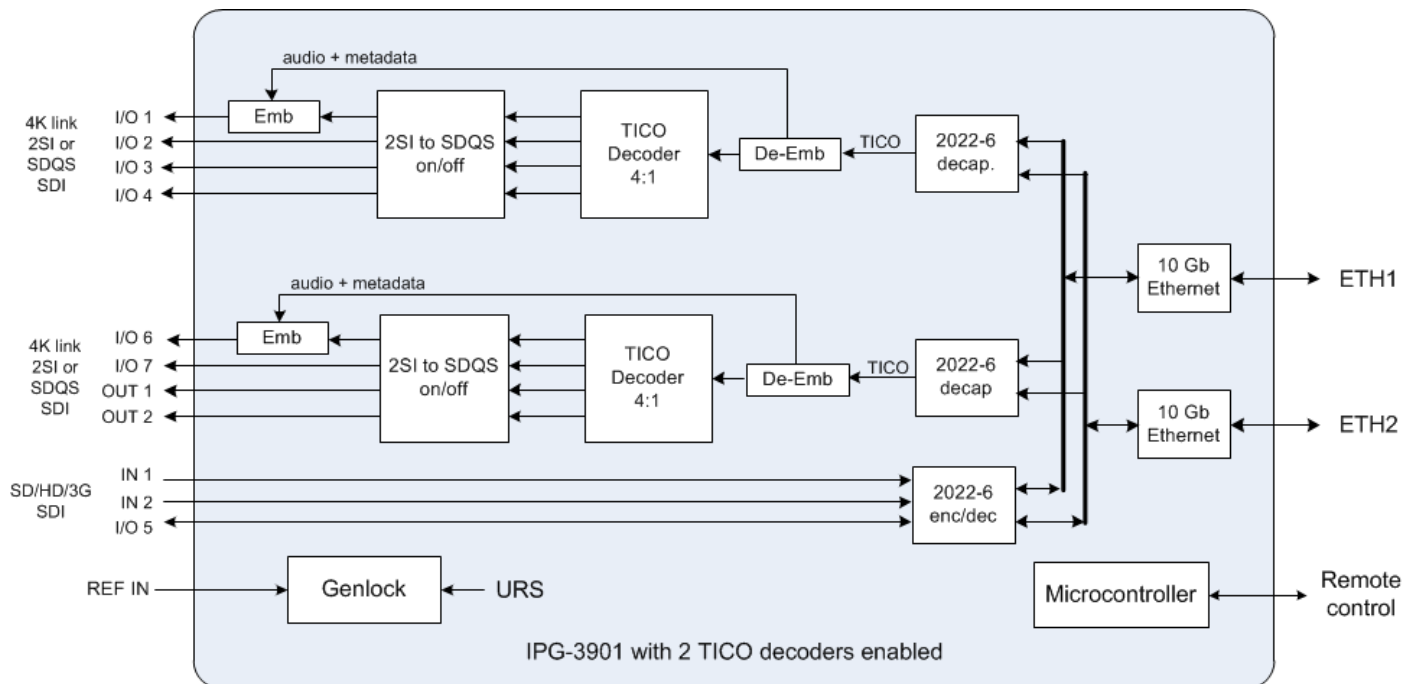 audio + metadata
4K link
2SI or
SDQS
SDI
I/O 1
I/O 2
I/O 3
I/O 4
Emb
2SI to SDQS
on/off
TICO
Decoder
4:1
De-Emb
TICO
2022-6
decap.
10 Gb
Ethernet
ETH1
audio + metadata
4K link
2SI or
SDQS
SDI
I/O 6
I/O 7
OUT 1
OUT 2
Emb
2SI to SDQS
on/off
TICO
Decoder
4:1
De-Emb
TICO
2022-6
decap
10 Gb
Ethernet
ETH2
SD/HD/3G
SDI
IN 1
IN 2
I/O 5
2022-6
enc/dec
REF IN
Genlock
URS
Microcontroller
Remote
control
IPG-3901 with 2 TICO decoders enabled